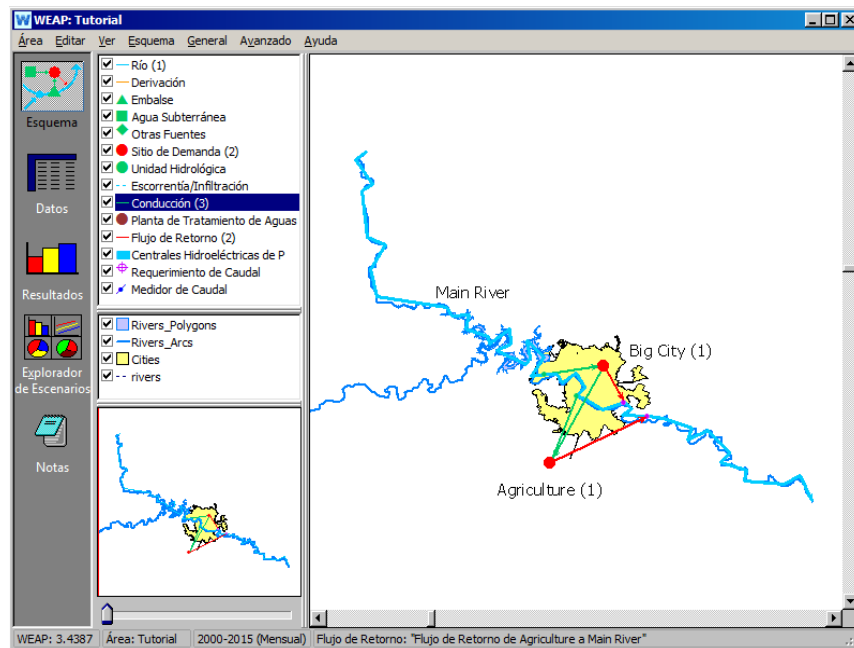 WEAP: Tutorial
Área Editar Ver Esquema General Avanzado Ayuda
Esquema
Datos
Resultados
Explorador
de Escenarios
Notas
Río (1)
Derivación
Embalse
Agua Subterránea
Otras Fuentes
Sitio de Demanda (2)
Unidad Hidrológica
Escorrentía/Infiltración
Conducción (3)
Planta de Tratamiento de Aguas
Flujo de Retorno (2)
Centrales Hidroeléctricas de P
Requerimiento de Caudal
Medidor de Caudal
Rivers_Polygons
Rivers_Arcs
Cities
rivers
Main River
Big City (1)
Agriculture (1)
WEAP: 3.4387 Área: Tutorial 2000-2015 (Mensual) Flujo de Retorno: "Flujo de Retorno de Agriculture a Main River"